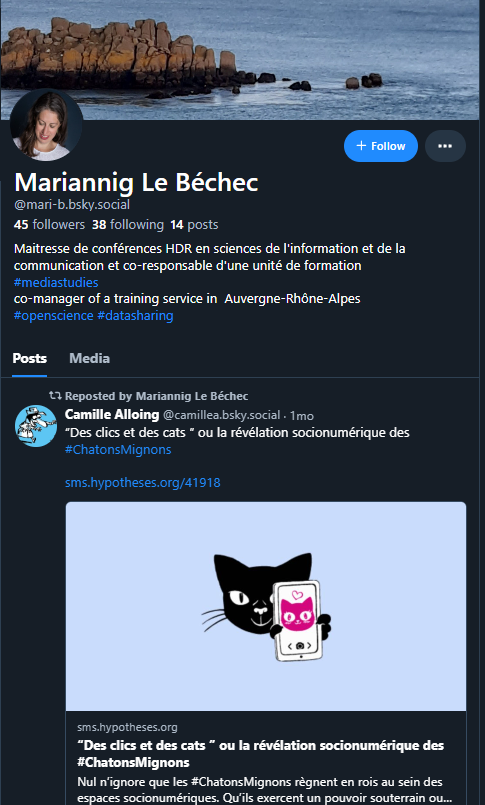 + Follow
Mariannig Le Béchec
@mari-b.bsky.social
45 followers 38 following 14 posts
Maitresse de conférences HDR en sciences de l'information et de la
communication et co-responsable d'une unité de formation
#mediastudies
co-manager of a training service in Auvergne-Rhône-Alpes
#openscience #datasharing
Posts Media
Reposted by Mariannig Le Béchec
Camille Alloing @camillea.bsky.social · 1mo
“Des clics et des cats ” ou la révélation socionumérique des
#ChatonsMignons
sms.hypotheses.org/41918
sms.hypotheses.org
“Des clics et des cats ” ou la révélation socionumérique des
#ChatonsMignons
Nul n’ignore que les #ChatonsMignons règnent en rois au sein des
espaces socionumériques. Qu’ils exercent un pouvoir souterrain ou...